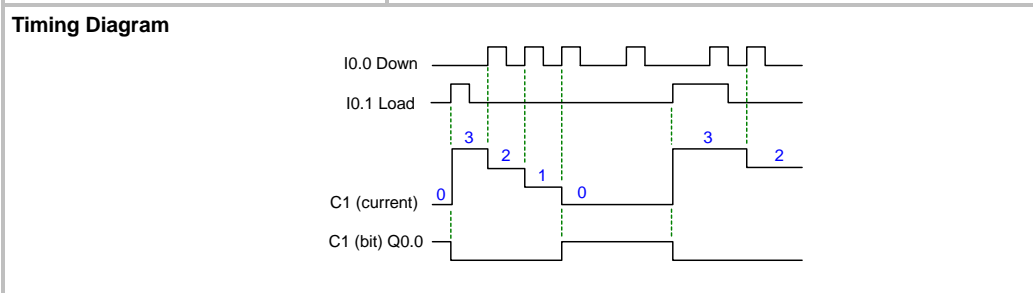 Timing Diagram
I0.0 Down
I0.1 Load
3 3
2 2
1
0 0
C1 (current)
C1 (bit) Q0.0